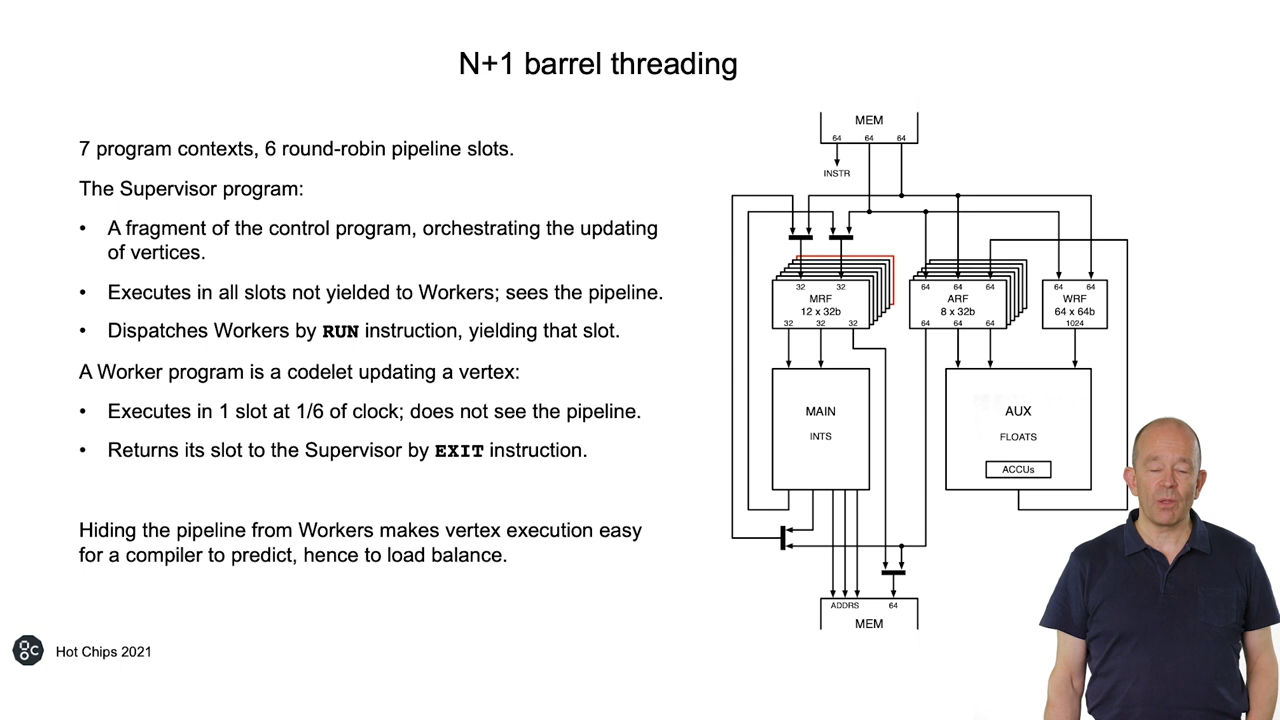 N+1 barrel threading
7 program contexts, 6 round-robin pipeline slots.
The Supervisor program:
• A fragment of the control program, orchestrating the updating
of vertices.
• Executes in all slots not yielded to Workers; sees the pipeline.
• Dispatches Workers by RUN instruction, yielding that slot.
A Worker program is a codelet updating a vertex:
• Executes in 1 slot at 1/6 of clock; does not see the pipeline.
• Returns its slot to the Supervisor by EXIT instruction.
Hiding the pipeline from Workers makes vertex execution easy
for a compiler to predict, hence to load balance.
MEM
64 64 64
INSTR
32 32
MRF
12 x 32b
32 32 32
64 64 64
ARF
8 x 32b
64 64 64
64 64
WRF
64 x 64b
1024
MAIN
INTS
AUX
FLOATS
ACCUs
ADDRS 64
MEM
gc
Hot Chips 2021